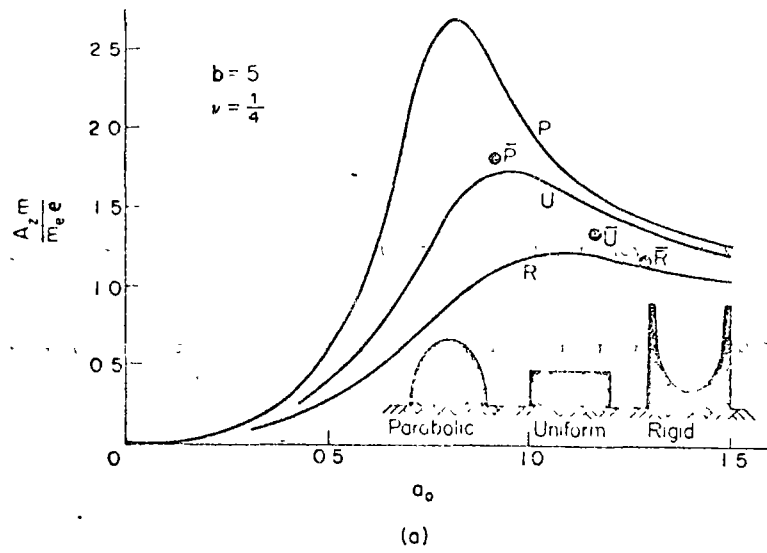 2 5
b = 5
ν = 1/4
2 0
P
P̄
A_z m / m_e e
1 5
U
Ū
R̄
1 0
R
0 5
Parabolic Uniform Rigid
0 0 5 1 0 1 5
a_o
(a)